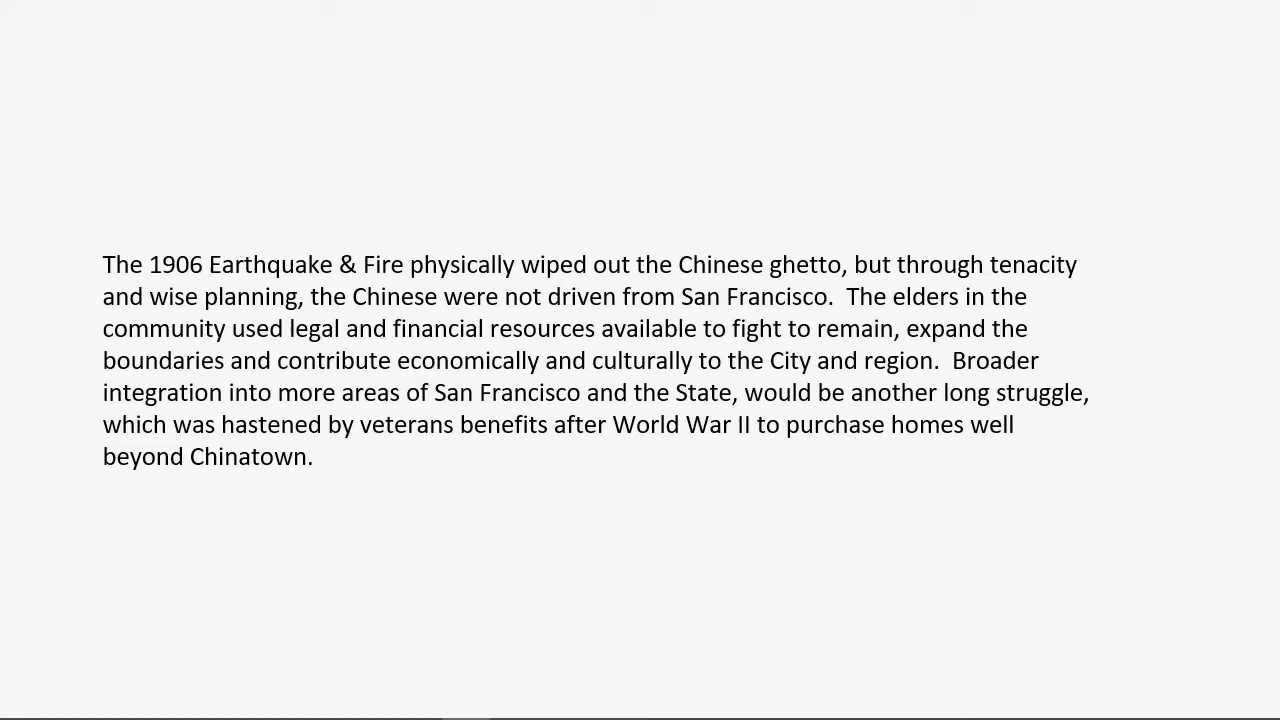 The 1906 Earthquake & Fire physically wiped out the Chinese ghetto, but through tenacity
and wise planning, the Chinese were not driven from San Francisco.  The elders in the
community used legal and financial resources available to fight to remain, expand the
boundaries and contribute economically and culturally to the City and region.  Broader
integration into more areas of San Francisco and the State, would be another long struggle,
which was hastened by veterans benefits after World War II to purchase homes well
beyond Chinatown.